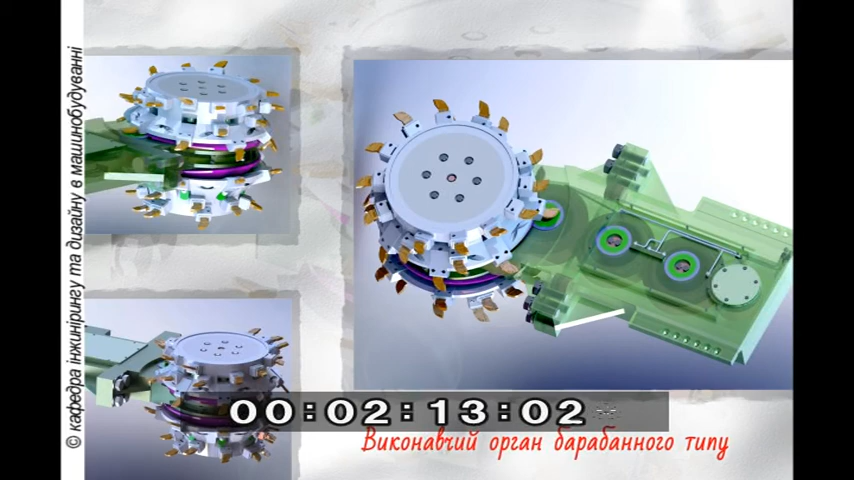 © кафедра інжинірингу та дизайну в машинобудуванні
00:02:13:02
Виконавчий орган барабанного типу